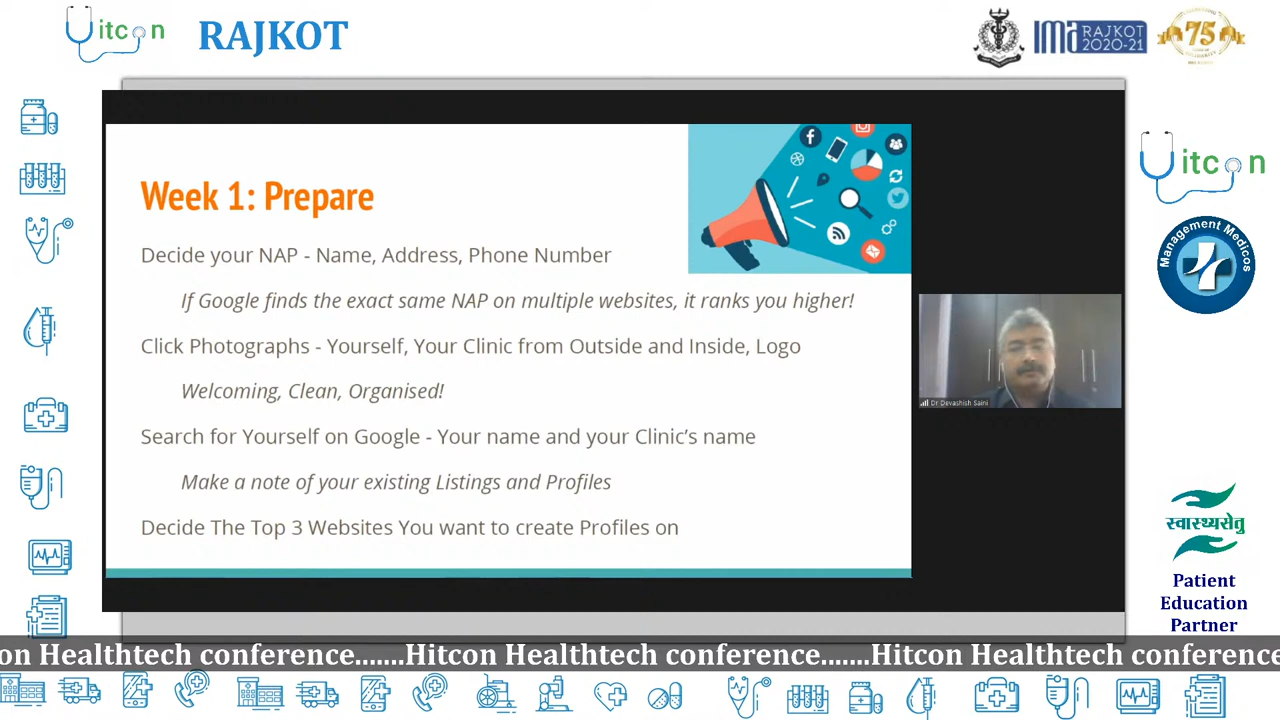 itcon
RAJKOT
IMA RAJKOT
2020-21
75
Week 1: Prepare
Decide your NAP - Name, Address, Phone Number
If Google finds the exact same NAP on multiple websites, it ranks you higher!
Click Photographs - Yourself, Your Clinic from Outside and Inside, Logo
Welcoming, Clean, Organised!
Search for Yourself on Google - Your name and your Clinic's name
Make a note of your existing Listings and Profiles
Decide The Top 3 Websites You want to create Profiles on
Dr Devashish Saini
itcon
Management Medicos
स्वास्थ्यसेतु
Patient
Education
Partner
on Healthtech conference.......Hitcon Healthtech conference.......Hitcon Healthtech conference